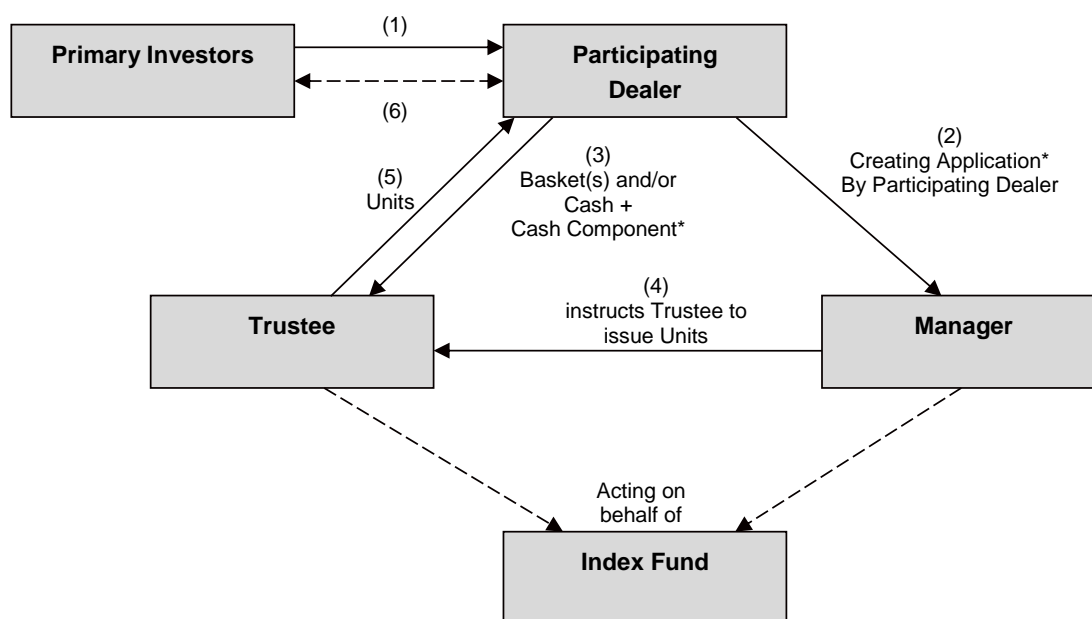 (1)
Primary Investors
Participating
Dealer
(6)
(2)
Creating Application*
By Participating Dealer
(3)
Basket(s) and/or
Cash +
Cash Component*
(5)
Units
(4)
instructs Trustee to
issue Units
Trustee
Manager
Acting on
behalf of
Index Fund